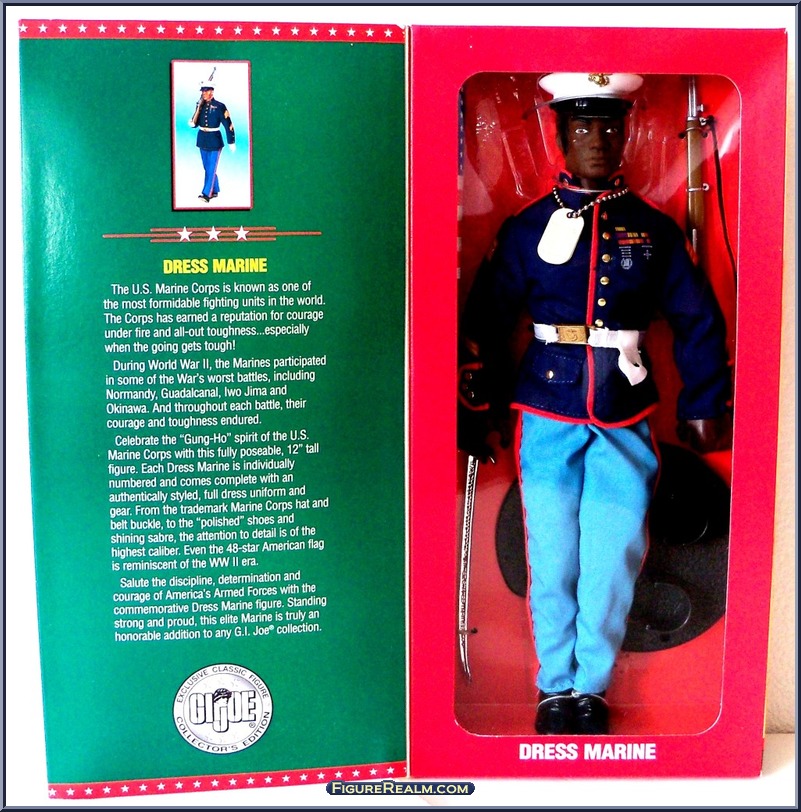 DRESS MARINE
The U.S. Marine Corps is known as one of
the most formidable fighting units in the world.
The Corps has earned a reputation for courage
under fire and all-out toughness...especially
when the going gets tough!
During World War II, the Marines participated
in some of the War's worst battles, including
Normandy, Guadalcanal, Iwo Jima and
Okinawa. And throughout each battle, their
courage and toughness endured.
Celebrate the "Gung-Ho" spirit of the U.S.
Marine Corps with this fully poseable, 12" tall
figure. Each Dress Marine is individually
numbered and comes complete with an
authentically styled, full dress uniform and
gear. From the trademark Marine Corps hat and
belt buckle, to the "polished" shoes and
shining sabre, the attention to detail is of the
highest caliber. Even the 48-star American flag
is reminiscent of the WW II era.
Salute the discipline, determination and
courage of America's Armed Forces with the
commemorative Dress Marine figure. Standing
strong and proud, this elite Marine is truly an
honorable addition to any G.I. Joe® collection.
EXCLUSIVE CLASSIC FIGURE
GI JOE®
COLLECTOR'S EDITION
DRESS MARINE
FIGUREREALM.COM